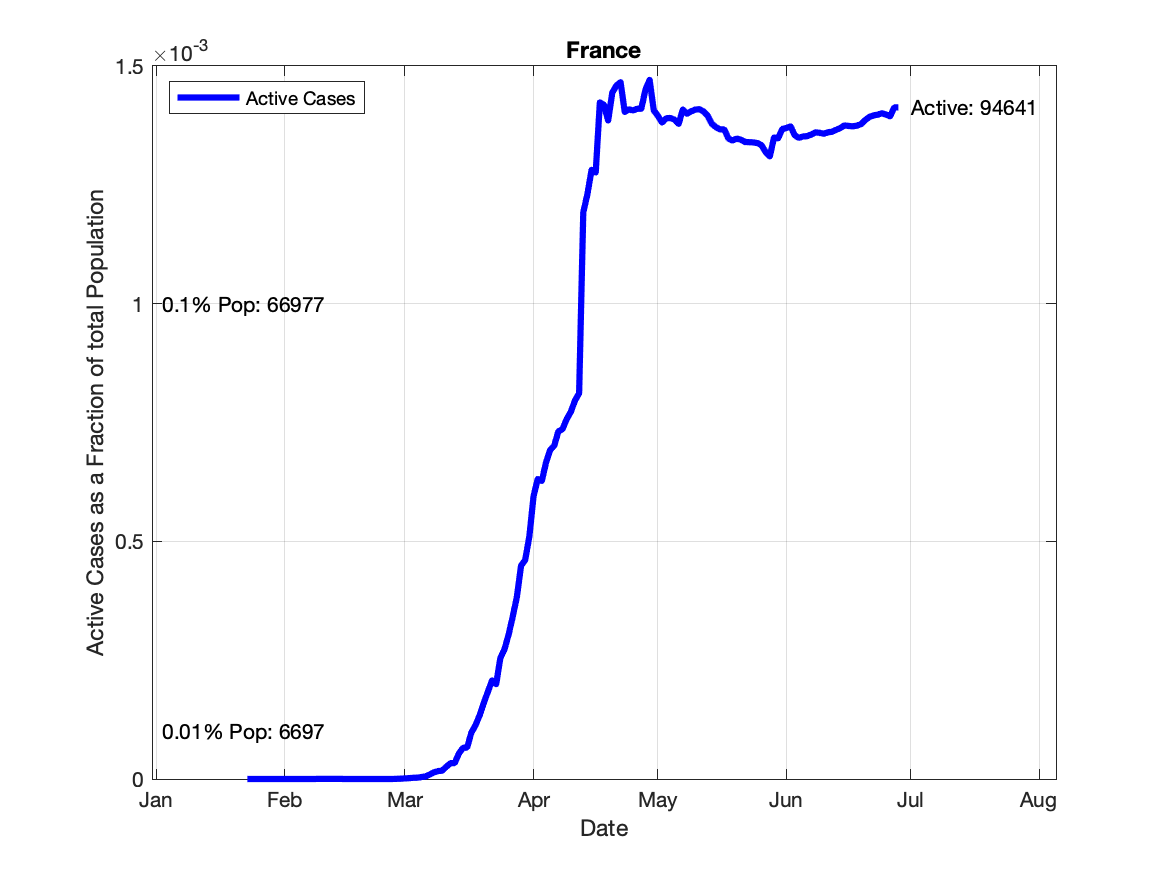 France
×10-3
1.5
1
0.5
0
Active Cases
Active: 94641
0.1% Pop: 66977
0.01% Pop: 6697
Active Cases as a Fraction of total Population
Jan Feb Mar Apr May Jun Jul Aug
Date